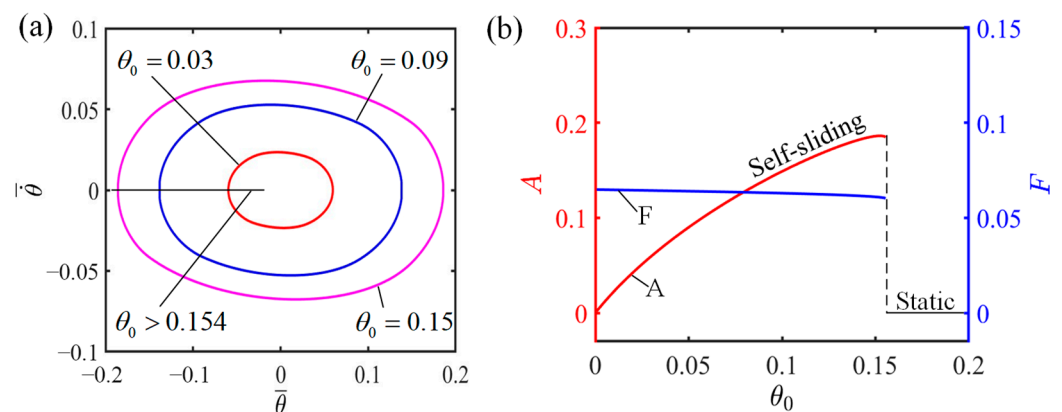 (a)
0.1
0.05
0
−0.05
−0.1
θ̇̅
θ₀ = 0.03
θ₀ = 0.09
θ₀ > 0.154
θ₀ = 0.15
−0.2 −0.1 0 0.1 0.2
θ̅
(b)
0.3
0.2
0.1
0
A
Self-sliding
F
A
Static
0.15
0.1
0.05
0
F
0 0.05 0.1 0.15 0.2
θ₀